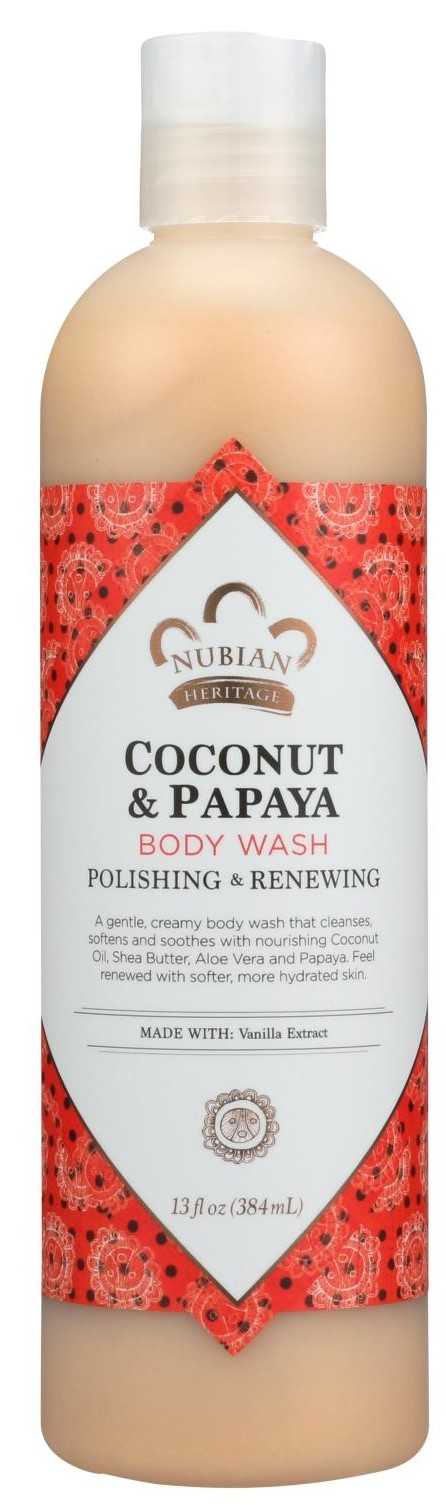 NUBIAN
HERITAGE
COCONUT
& PAPAYA
BODY WASH
POLISHING & RENEWING
A gentle, creamy body wash that cleanses,
softens and soothes with nourishing Coconut
Oil, Shea Butter, Aloe Vera and Papaya. Feel
renewed with softer, more hydrated skin.
MADE WITH: Vanilla Extract
13 fl oz (384mL)